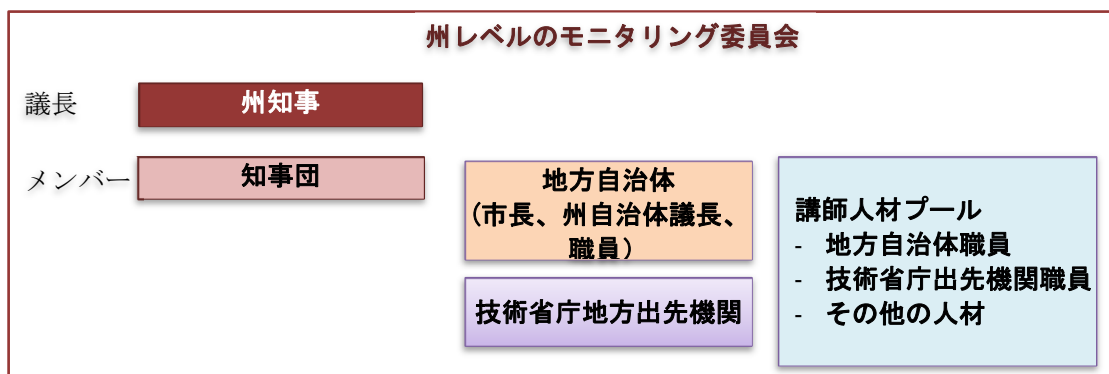 州レベルのモニタリング委員会
議長
州知事
メンバー
知事団
地方自治体
(市長、州自治体議長、
職員）
技術省庁地方出先機関
講師人材プール
- 地方自治体職員
- 技術省庁出先機関職員
- その他の人材